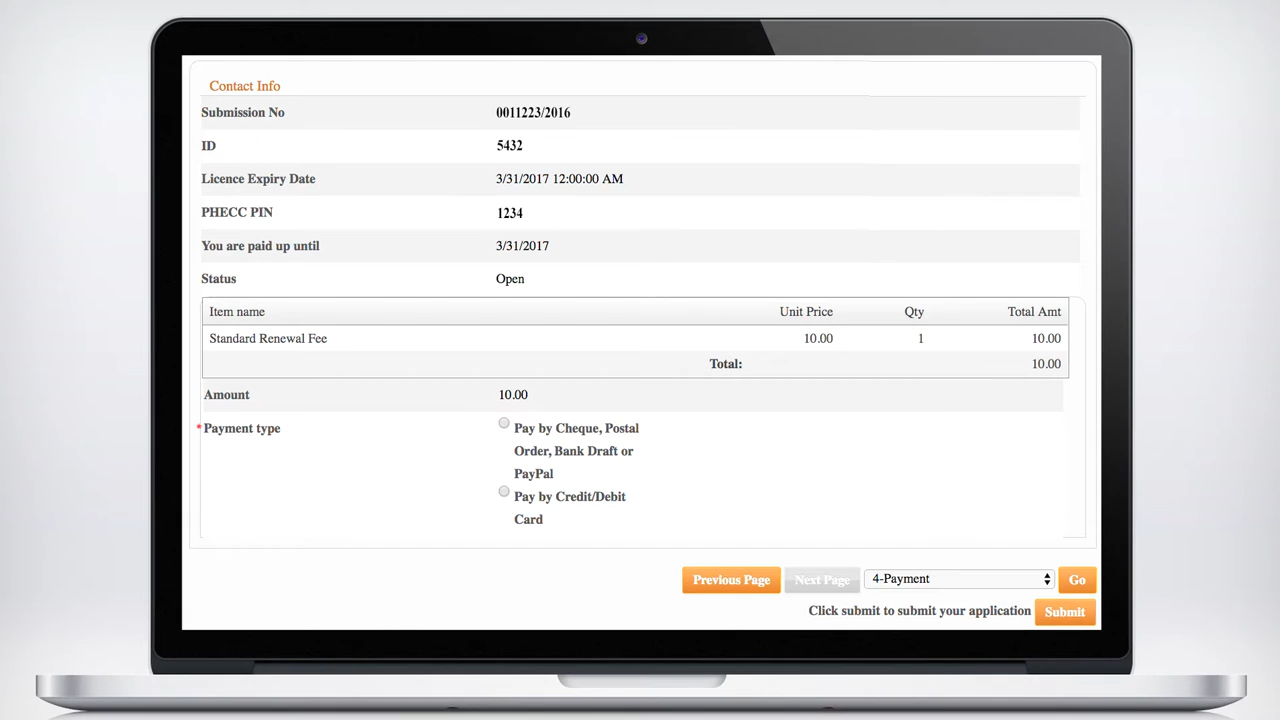 Contact Info
Submission No 0011223/2016
ID 5432
Licence Expiry Date 3/31/2017 12:00:00 AM
PHECC PIN 1234
You are paid up until 3/31/2017
Status Open
Item name Unit Price Qty Total Amt
Standard Renewal Fee 10.00 1 10.00
Total: 10.00
Amount 10.00
* Payment type Pay by Cheque, Postal
Order, Bank Draft or
PayPal
Pay by Credit/Debit
Card
Previous Page Next Page 4-Payment Go
Click submit to submit your application Submit